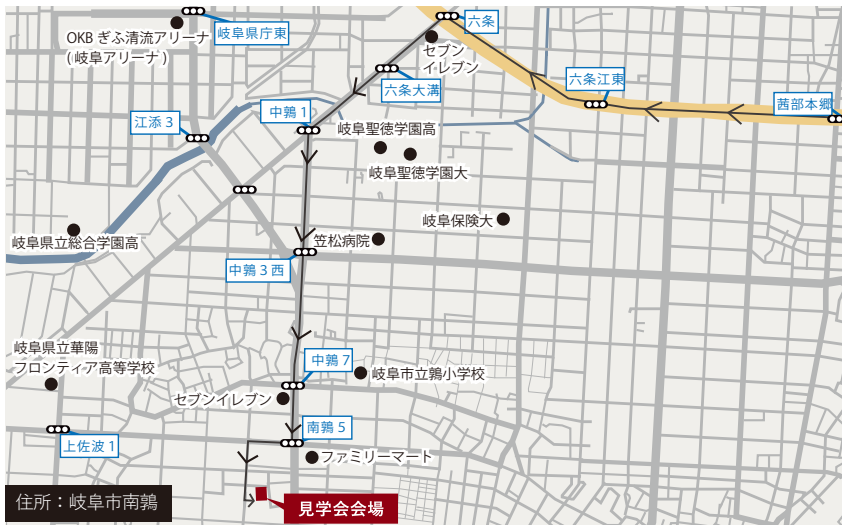 六条
OKB ぎふ清流アリーナ
(岐阜アリーナ)
岐阜県庁東
セブン
イレブン
六条江東
六条大溝
茜部本郷
中鶉 1
江添 3
岐阜聖徳学園高
岐阜聖徳学園大
岐阜保険大
岐阜県立総合学園高
笠松病院
中鶉 3 西
岐阜県立華陽
フロンティア高等学校
中鶉 7
岐阜市立鶉小学校
セブンイレブン
南鶉 5
上佐波 1
ファミリーマート
住所：岐阜市南鶉
見学会会場